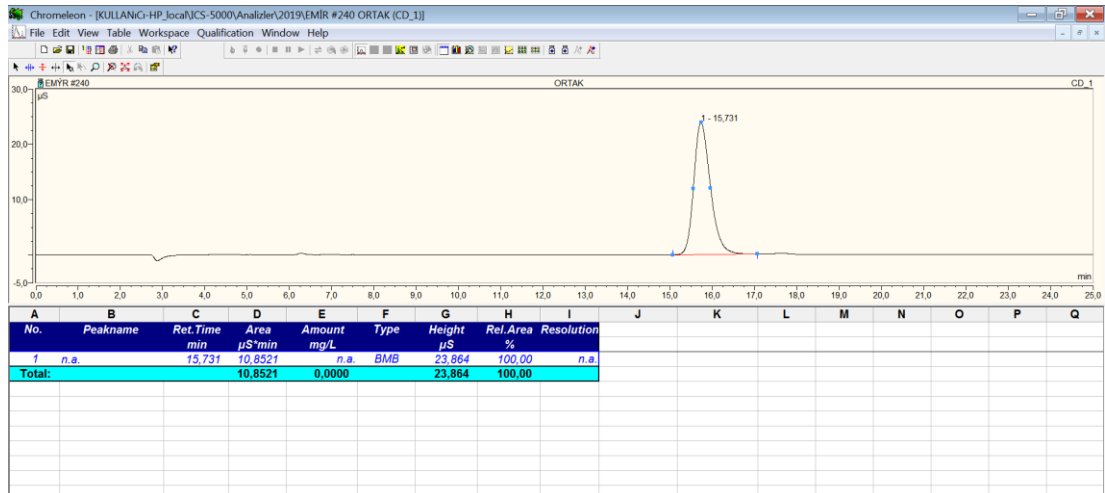 Chromeleon - [KULLANıCı-HP_local\ICS-5000\Analizler\2019\EMİR #240 ORTAK (CD_1)]
File Edit View Table Workspace Qualification Window Help
EMÝR #240 ORTAK CD_1
30,0 µS
1 - 15,731
20,0
10,0
-5,0 min
0,0 1,0 2,0 3,0 4,0 5,0 6,0 7,0 8,0 9,0 10,0 11,0 12,0 13,0 14,0 15,0 16,0 17,0 18,0 19,0 20,0 21,0 22,0 23,0 24,0 25,0
A B C D E F G H I J K L M N O P Q
No. Peakname Ret.Time Area Amount Type Height Rel.Area Resolution
min µS*min mg/L µS %
1 n.a. 15,731 10,8521 n.a. BMB 23,864 100,00 n.a.
Total: 10,8521 0,0000 23,864 100,00